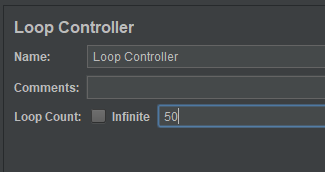 Loop Controller
Name: Loop Controller
Comments:
Loop Count: Infinite 50